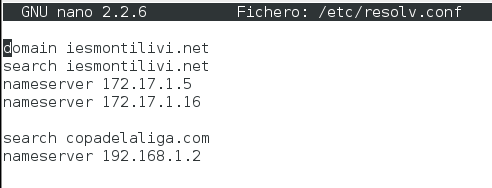 GNU nano 2.2.6 Fichero: /etc/resolv.conf
domain iesmontilivi.net
search iesmontilivi.net
nameserver 172.17.1.5
nameserver 172.17.1.16
search copadelaliga.com
nameserver 192.168.1.2